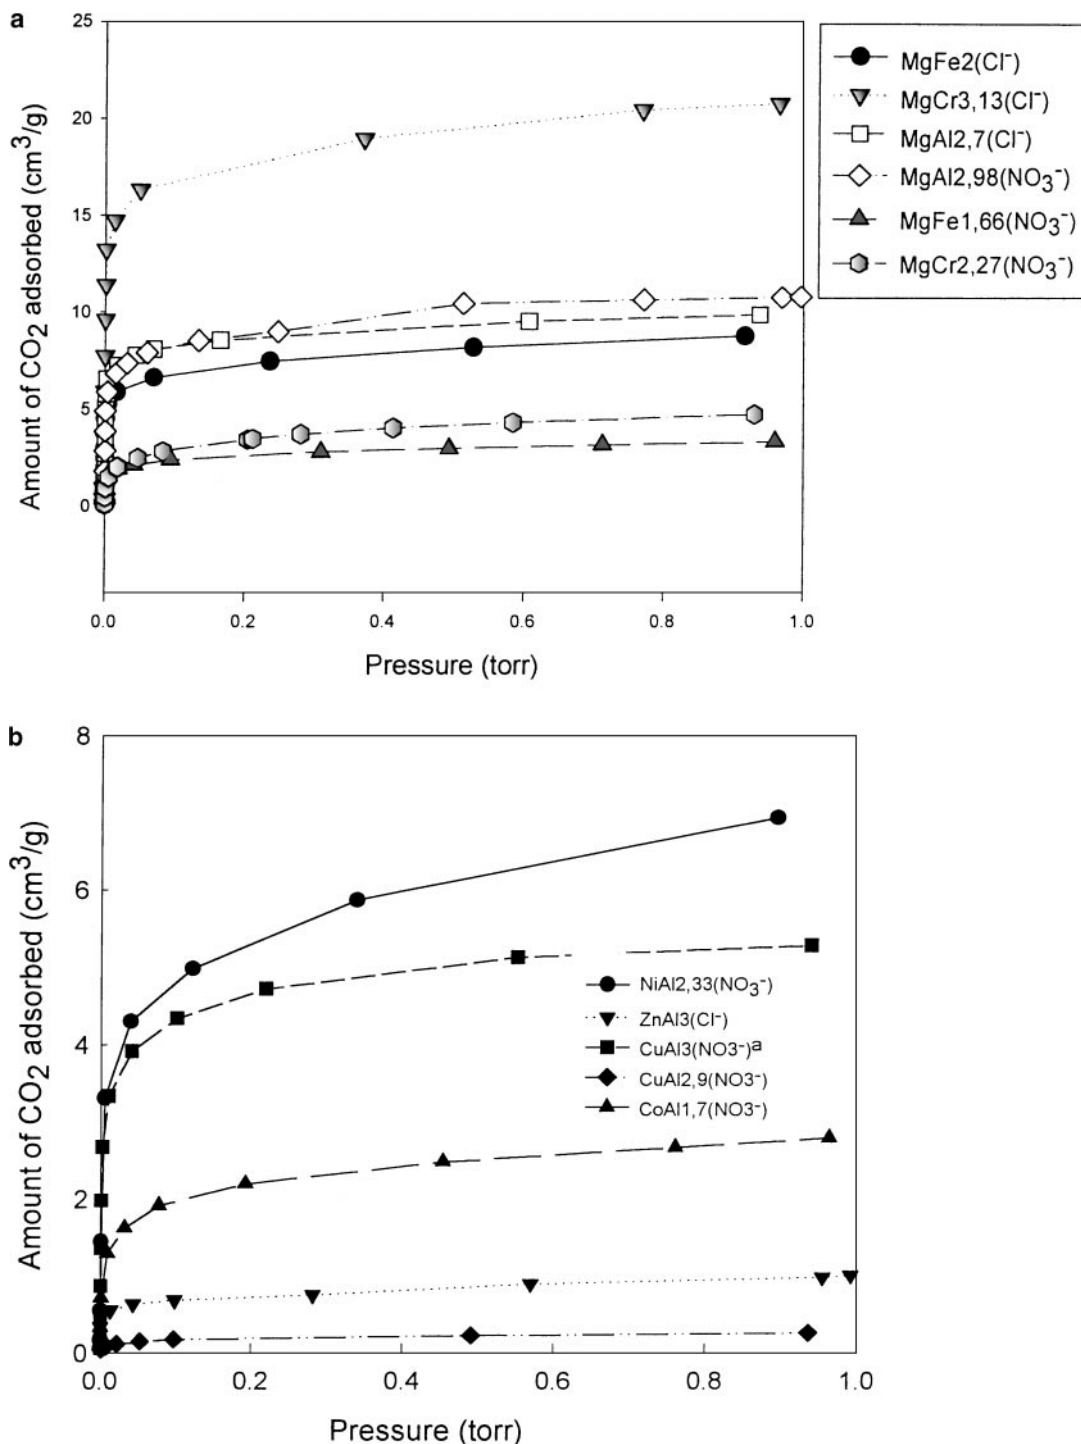 a
25
20
15
10
5
0
Amount of CO₂ adsorbed (cm³/g)
0.0 0.2 0.4 0.6 0.8 1.0
Pressure (torr)
MgFe2(Cl⁻)
MgCr3,13(Cl⁻)
MgAl2,7(Cl⁻)
MgAl2,98(NO₃⁻)
MgFe1,66(NO₃⁻)
MgCr2,27(NO₃⁻)
b
8
6
4
2
0
Amount of CO₂ adsorbed (cm³/g)
NiAl2,33(NO₃⁻)
ZnAl3(Cl⁻)
CuAl3(NO3⁻)ᵃ
CuAl2,9(NO3⁻)
CoAl1,7(NO3⁻)
0.0 0.2 0.4 0.6 0.8 1.0
Pressure (torr)